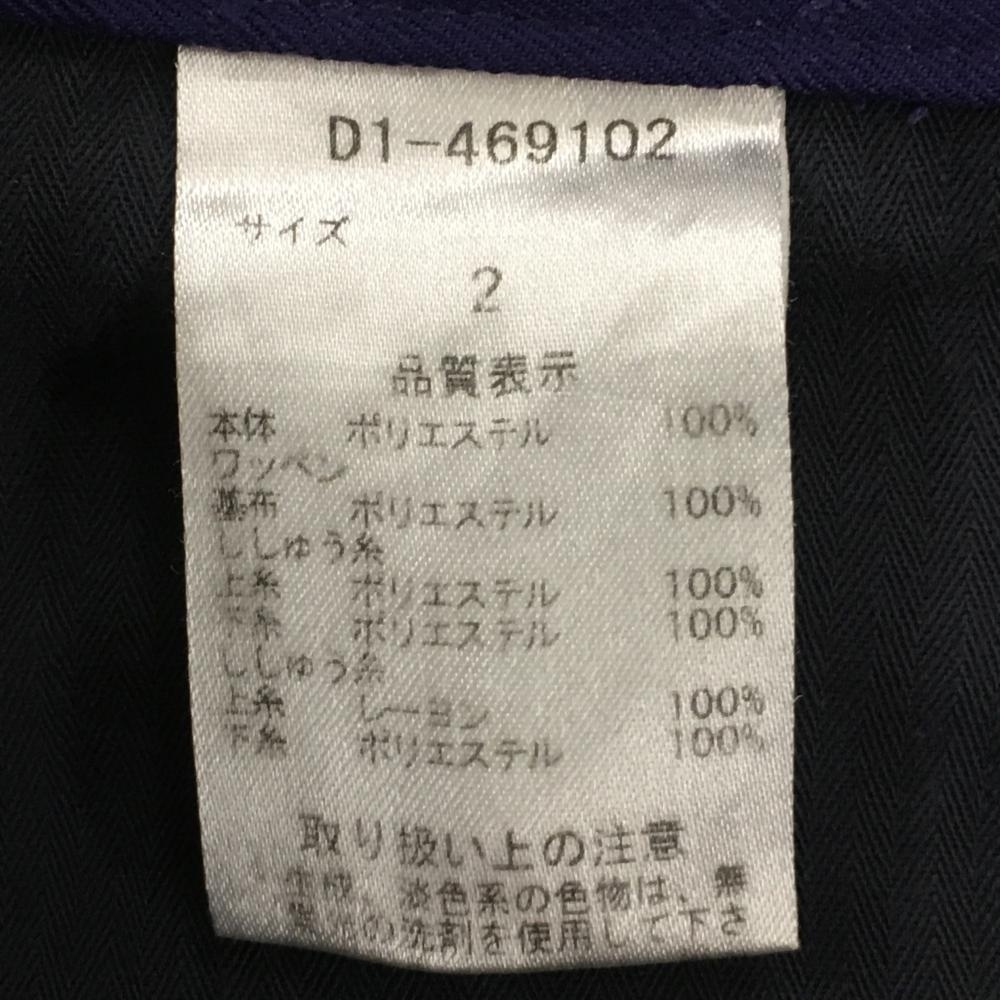 D1-469102
サイズ
2
品質表示
本体 ポリエステル 100%
ワッペン
基布 ポリエステル 100%
ししゅう糸
上糸 ポリエステル 100%
下糸 ポリエステル 100%
ししゅう糸
上糸 レーヨン 100%
下糸 ポリエステル 100%
取り扱い上の注意
生成、淡色系の色物は、無
蛍光の洗剤を使用して下さ